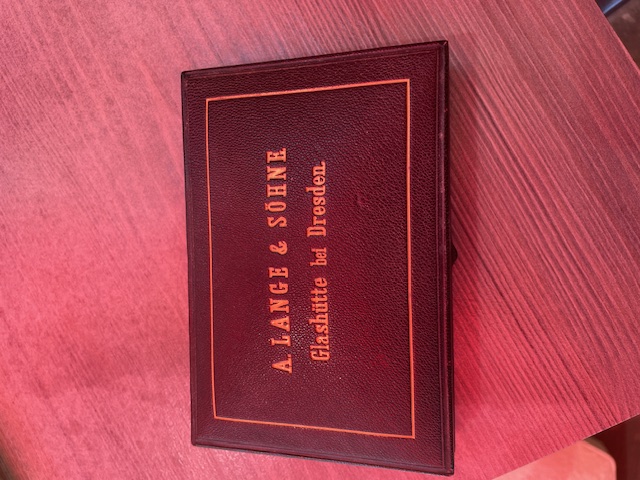 A. LANGE & SÖHNE
Glashütte bei Dresden.